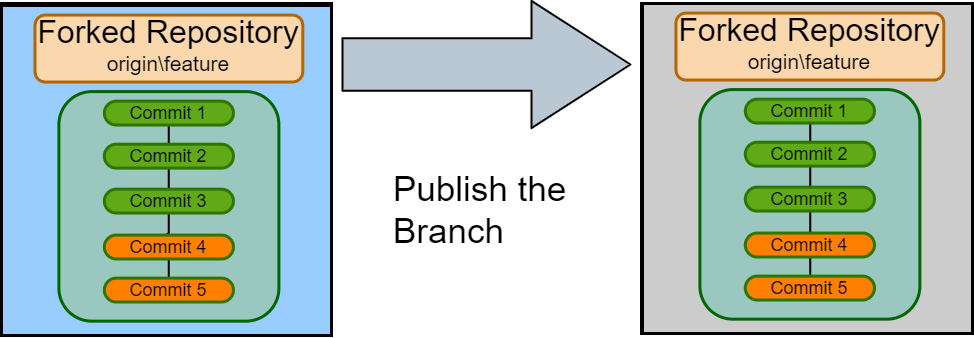 Forked Repository
origin\feature
Commit 1
Commit 2
Commit 3
Commit 4
Commit 5
Publish the
Branch
Forked Repository
origin\feature
Commit 1
Commit 2
Commit 3
Commit 4
Commit 5